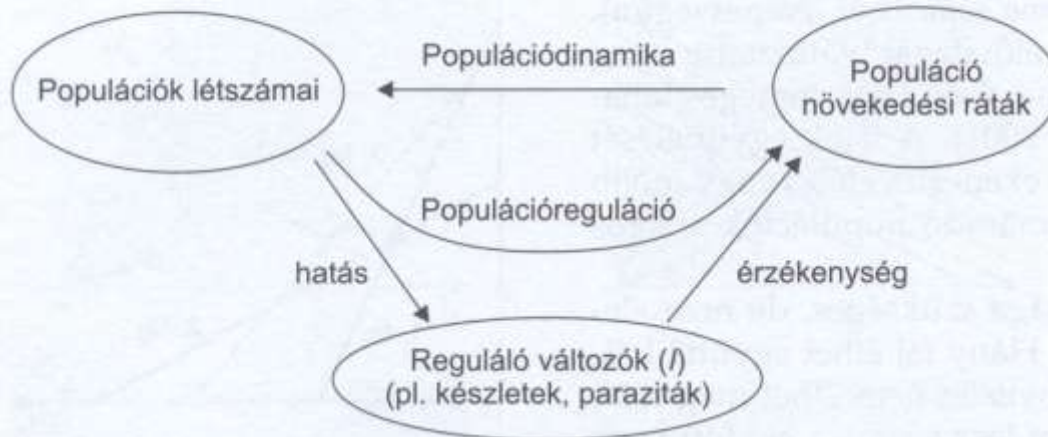 Populációdinamika
Populációk létszámai
Populáció
növekedési ráták
Populációreguláció
hatás
érzékenység
Reguláló változók (I)
(pl. készletek, paraziták)